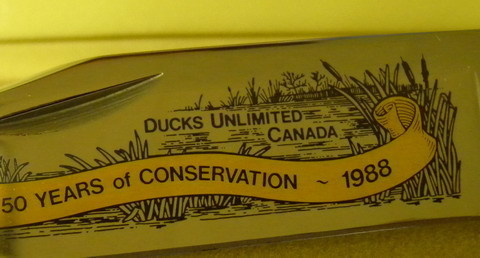 DUCKS UNLIMITED
CANADA
50 YEARS of CONSERVATION ~ 1988